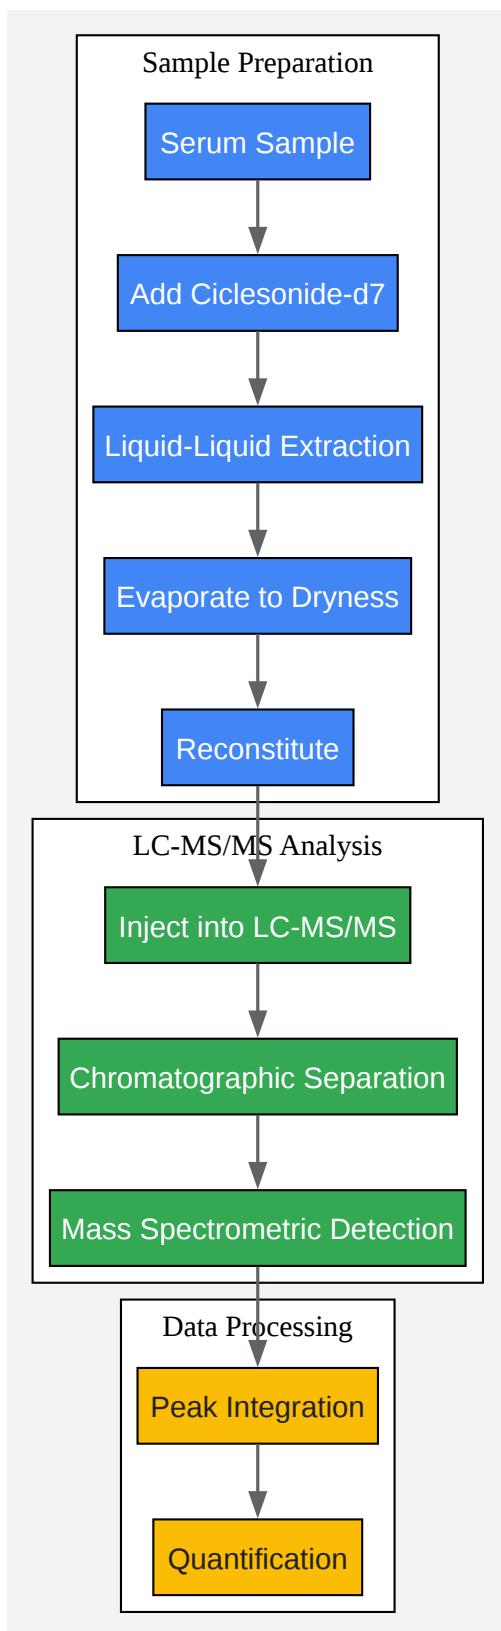 Sample Preparation
Serum Sample
Add Ciclesonide-d7
Liquid-Liquid Extraction
Evaporate to Dryness
Reconstitute
LC-MS/MS Analysis
Inject into LC-MS/MS
Chromatographic Separation
Mass Spectrometric Detection
Data Processing
Peak Integration
Quantification